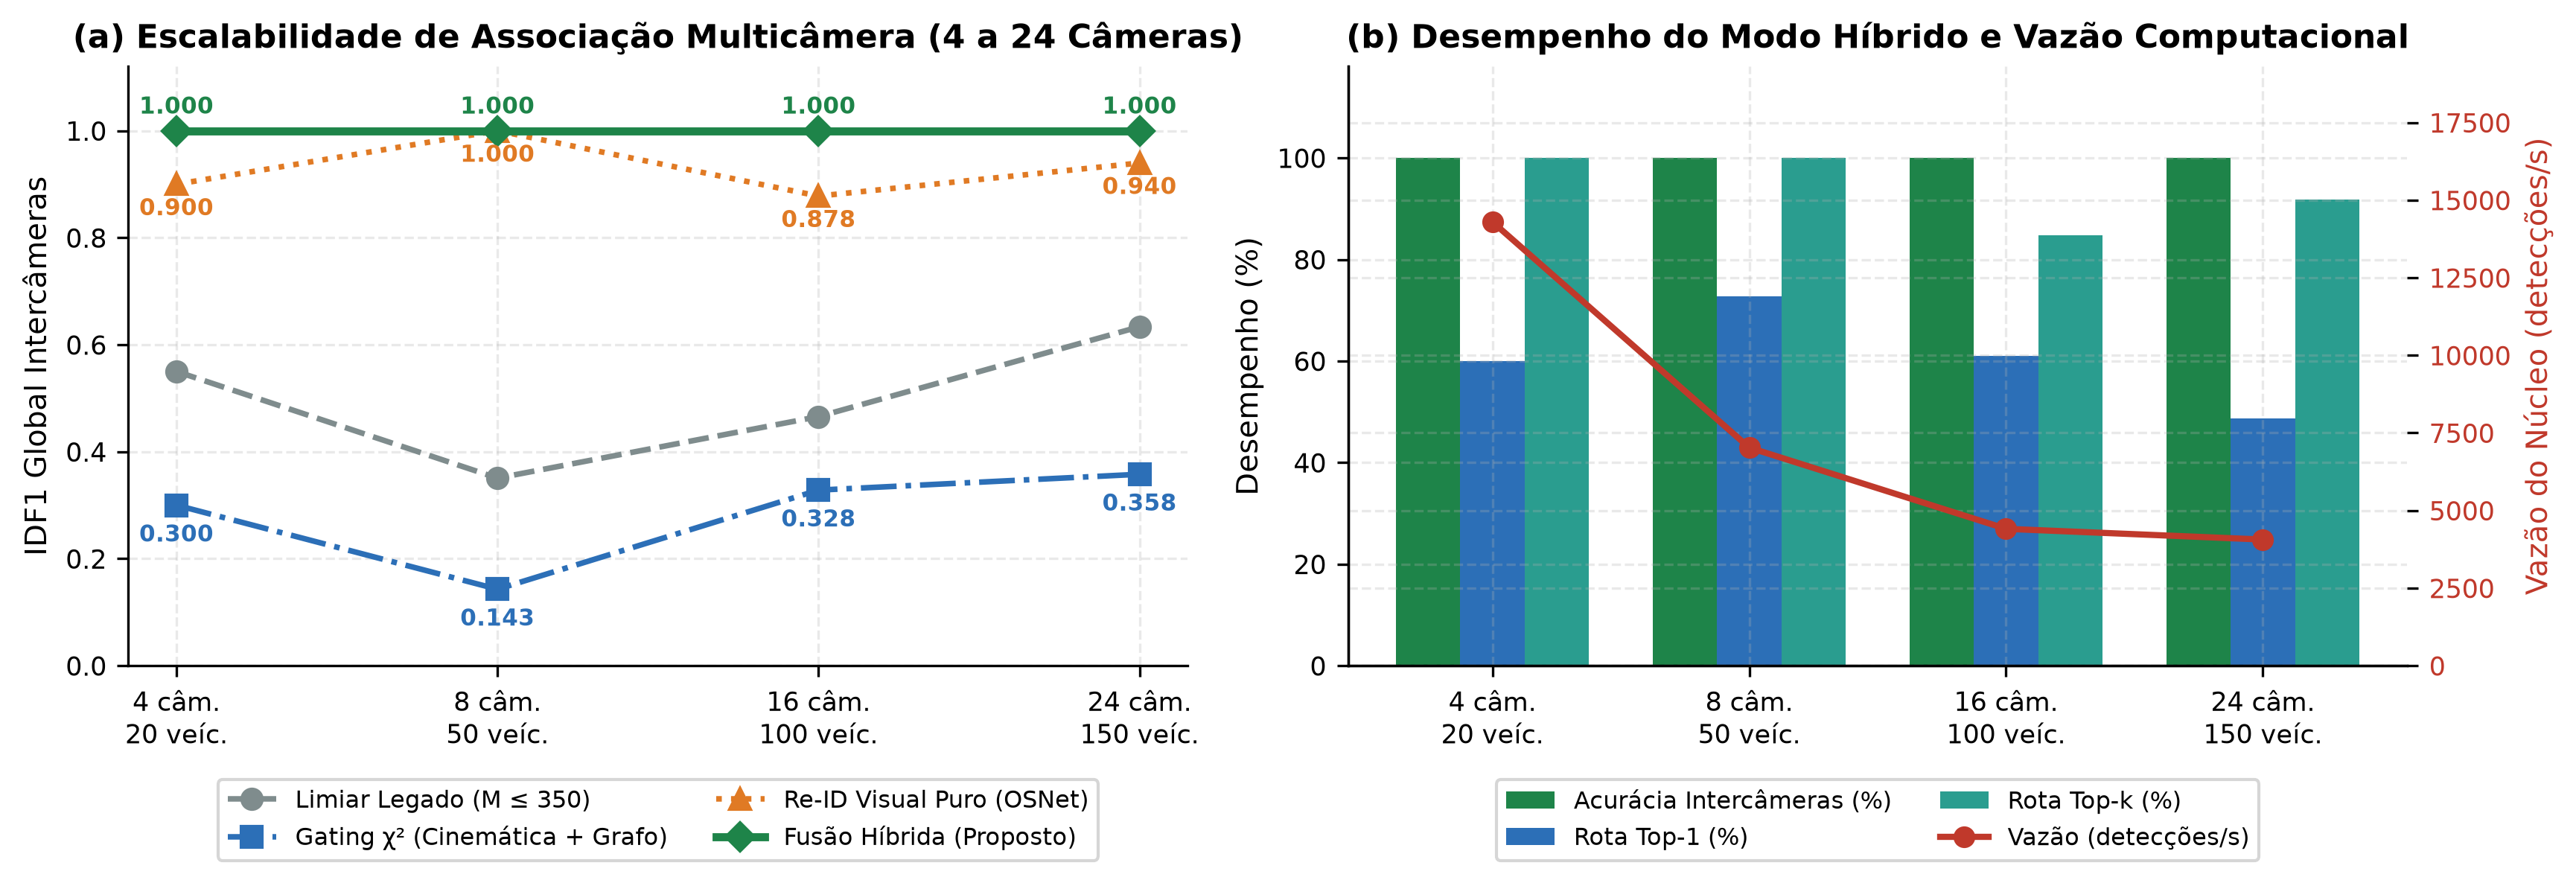 (a) Escalabilidade de Associação Multicâmera (4 a 24 Câmeras)
IDF1 Global Intercâmeras
1.0
0.8
0.6
0.4
0.2
0.0
1.000
1.000
1.000
1.000
0.900
1.000
0.878
0.940
0.300
0.143
0.328
0.358
4 câm.
20 veíc.
8 câm.
50 veíc.
16 câm.
100 veíc.
24 câm.
150 veíc.
Limiar Legado (M ≤ 350)
Gating χ² (Cinemática + Grafo)
Re-ID Visual Puro (OSNet)
Fusão Híbrida (Proposto)
(b) Desempenho do Modo Híbrido e Vazão Computacional
Desempenho (%)
100
80
60
40
20
0
17500
15000
12500
10000
7500
5000
2500
0
Vazão do Núcleo (detecções/s)
4 câm.
20 veíc.
8 câm.
50 veíc.
16 câm.
100 veíc.
24 câm.
150 veíc.
Acurácia Intercâmeras (%)
Rota Top-1 (%)
Rota Top-k (%)
Vazão (detecções/s)